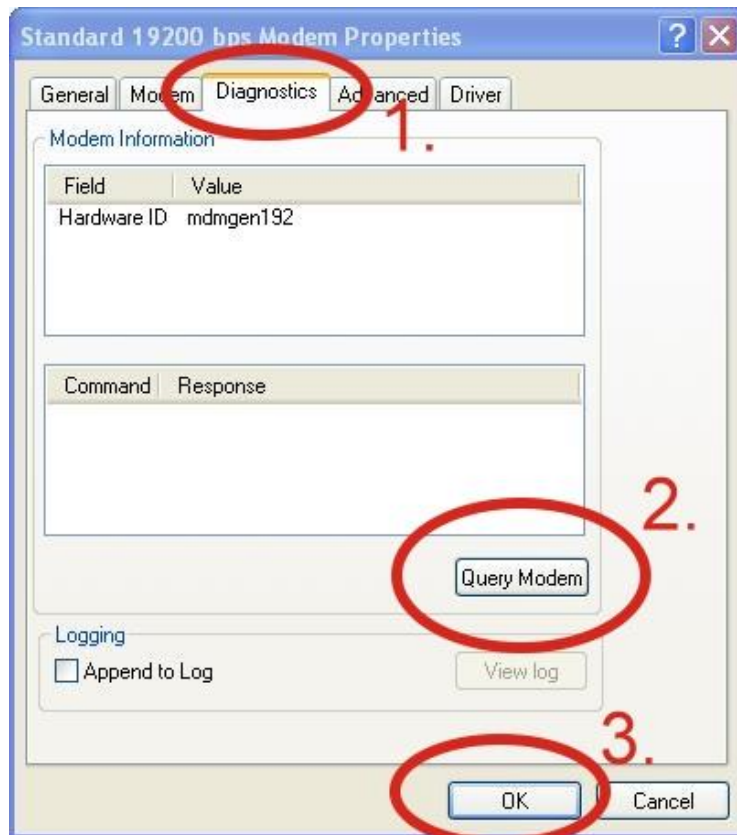 Standard 19200 bps Modem Properties
General Modem Diagnostics Advanced Driver
1.
Modem Information
Field Value
Hardware ID mdmgen192
Command Response
2.
Query Modem
Logging
Append to Log View log
3.
OK Cancel